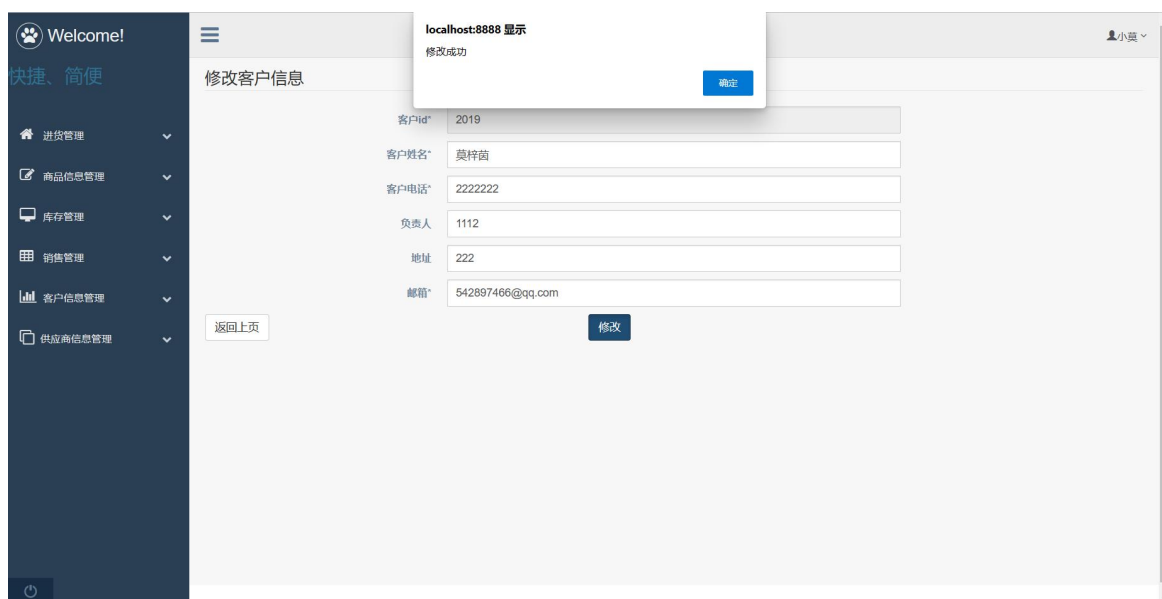 Welcome!
快捷、简便
进货管理
商品信息管理
库存管理
销售管理
客户信息管理
供应商信息管理
localhost:8888 显示
修改成功
确定
小莫
修改客户信息
客户id* 2019
客户姓名* 莫梓茵
客户电话* 2222222
负责人 1112
地址 222
邮箱* 542897466@qq.com
返回上页
修改